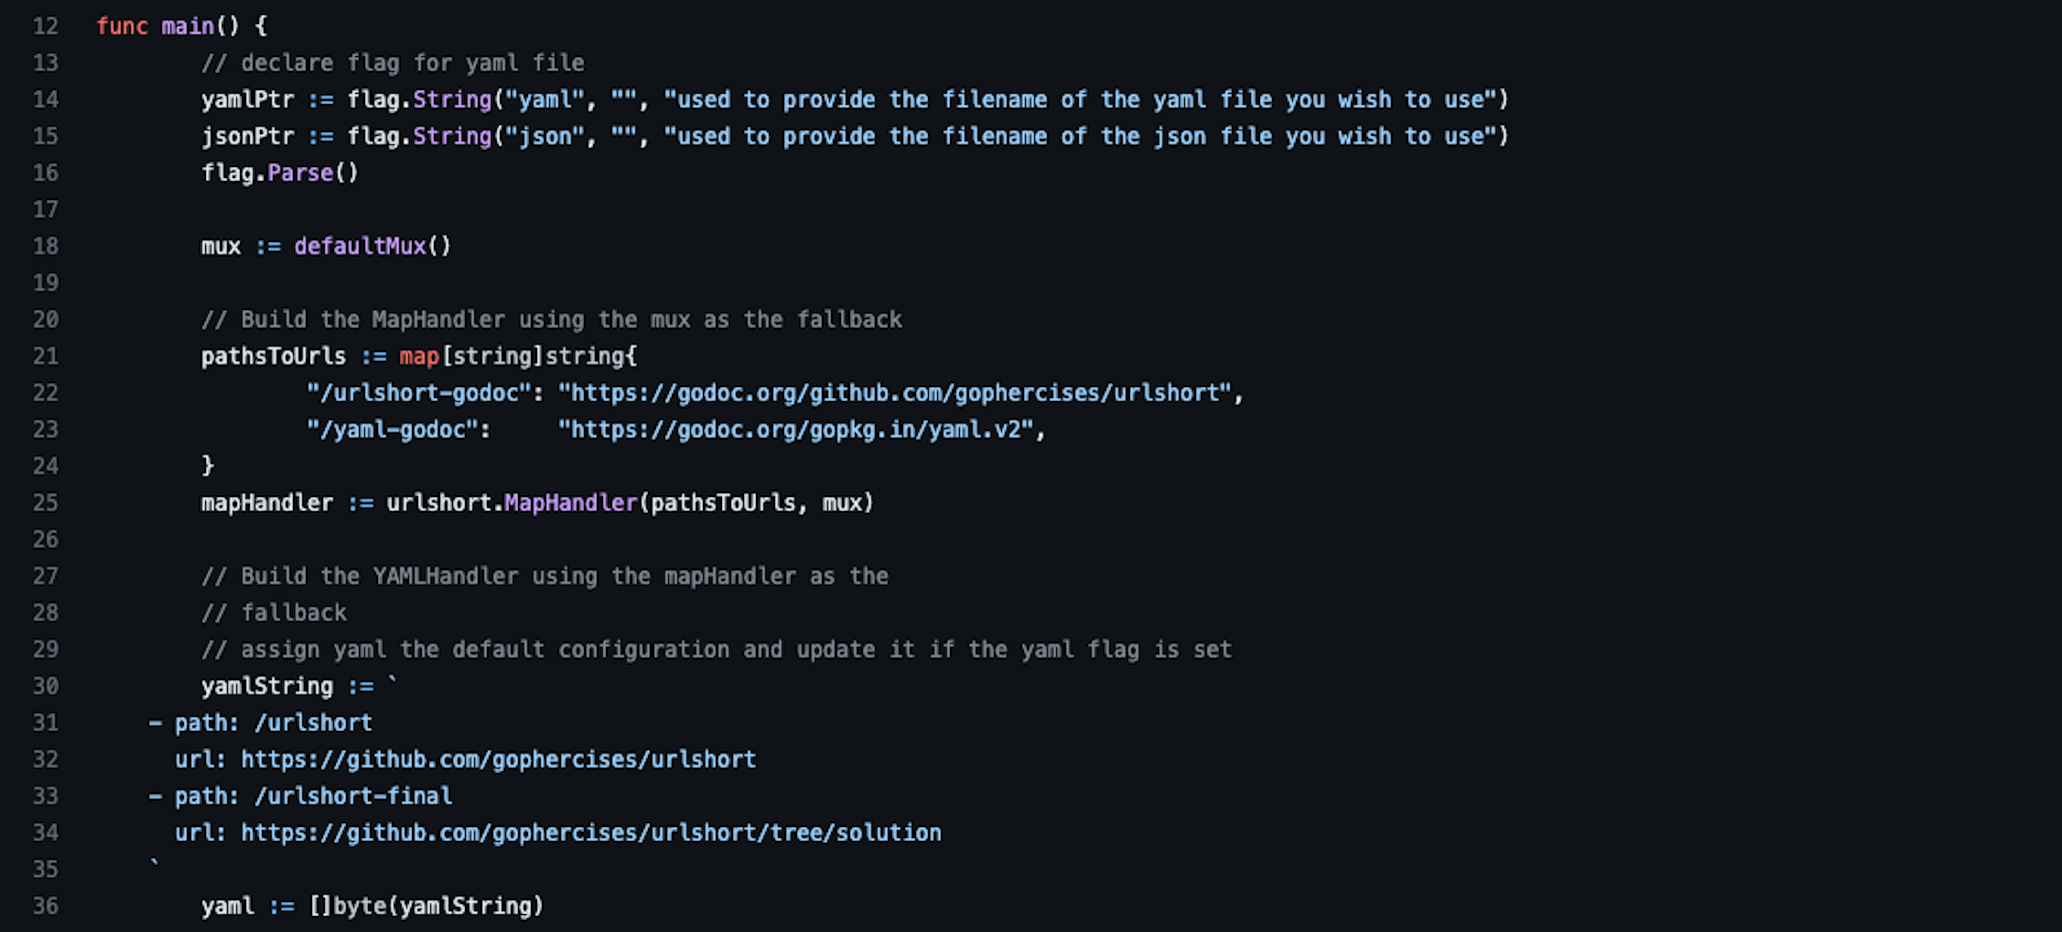 12 func main() {
13 // declare flag for yaml file
14 yamlPtr := flag.String("yaml", "", "used to provide the filename of the yaml file you wish to use")
15 jsonPtr := flag.String("json", "", "used to provide the filename of the json file you wish to use")
16 flag.Parse()
17
18 mux := defaultMux()
19
20 // Build the MapHandler using the mux as the fallback
21 pathsToUrls := map[string]string{
22 "/urlshort-godoc": "https://godoc.org/github.com/gophercises/urlshort",
23 "/yaml-godoc":     "https://godoc.org/gopkg.in/yaml.v2",
24 }
25 mapHandler := urlshort.MapHandler(pathsToUrls, mux)
26
27 // Build the YAMLHandler using the mapHandler as the
28 // fallback
29 // assign yaml the default configuration and update it if the yaml flag is set
30 yamlString := `
31 - path: /urlshort
32 url: https://github.com/gophercises/urlshort
33 - path: /urlshort-final
34 url: https://github.com/gophercises/urlshort/tree/solution
35 `
36 yaml := []byte(yamlString)